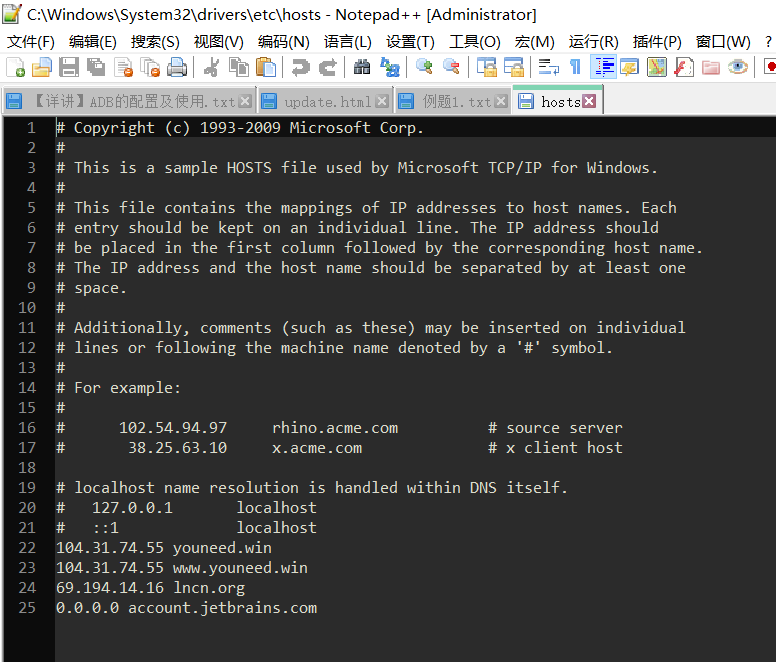 C:\Windows\System32\drivers\etc\hosts - Notepad++ [Administrator]
文件(F) 编辑(E) 搜索(S) 视图(V) 编码(N) 语言(L) 设置(T) 工具(O) 宏(M) 运行(R) 插件(P) 窗口(W) ?
【详讲】ADB的配置及使用.txt update.html 例题1.txt hosts
1 # Copyright (c) 1993-2009 Microsoft Corp.
2 #
3 # This is a sample HOSTS file used by Microsoft TCP/IP for Windows.
4 #
5 # This file contains the mappings of IP addresses to host names. Each
6 # entry should be kept on an individual line. The IP address should
7 # be placed in the first column followed by the corresponding host name.
8 # The IP address and the host name should be separated by at least one
9 # space.
10 #
11 # Additionally, comments (such as these) may be inserted on individual
12 # lines or following the machine name denoted by a '#' symbol.
13 #
14 # For example:
15 #
16 #      102.54.94.97     rhino.acme.com          # source server
17 #       38.25.63.10     x.acme.com              # x client host
18
19 # localhost name resolution is handled within DNS itself.
20 #   127.0.0.1       localhost
21 #   ::1             localhost
22 104.31.74.55 youneed.win
23 104.31.74.55 www.youneed.win
24 69.194.14.16 lncn.org
25 0.0.0.0 account.jetbrains.com